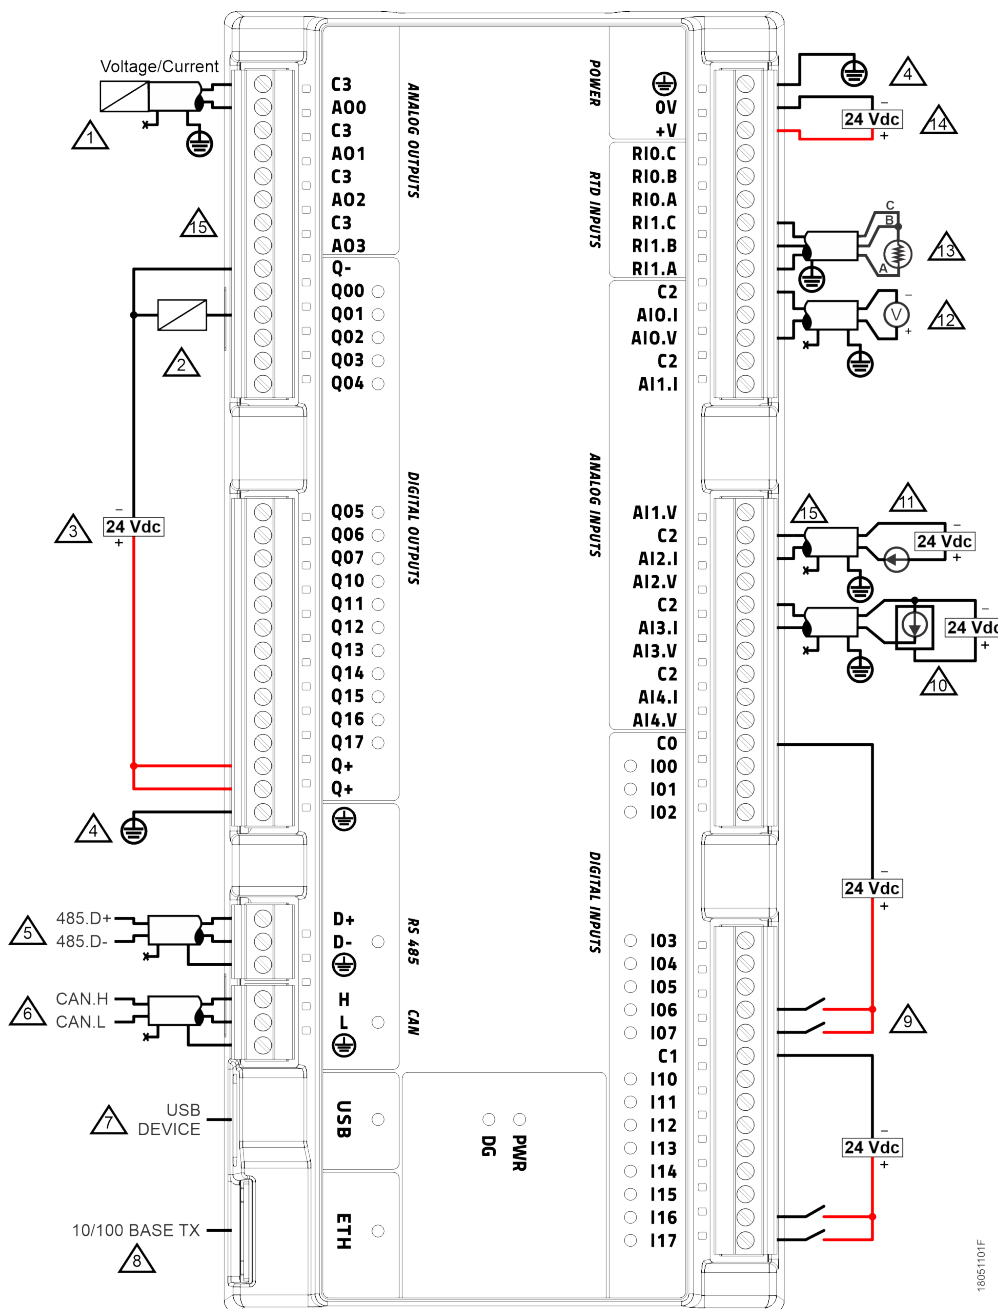 Voltage/Current
1
C3
AO0
C3
AO1
C3
AO2
C3
AO3
ANALOG OUTPUTS
15
Q-
Q00
Q01
Q02
Q03
Q04
2
3
−
24 Vdc
+
Q05
Q06
Q07
Q10
Q11
Q12
Q13
Q14
Q15
Q16
Q17
Q+
Q+
DIGITAL OUTPUTS
4
5
485.D+
485.D-
D+
D-
RS 485
6
CAN.H
CAN.L
H
L
CAN
7
USB
DEVICE
USB
10/100 BASE TX
8
ETH
DG
PWR
POWER
0V
+V
4
−
24 Vdc
+
14
RTD INPUTS
RI0.C
RI0.B
RI0.A
RI1.C
RI1.B
RI1.A
C
B
A
13
C2
AI0.I
AI0.V
C2
AI1.I
−
V
+
12
ANALOG INPUTS
AI1.V
C2
AI2.I
AI2.V
C2
AI3.I
AI3.V
C2
AI4.I
AI4.V
15
11
−
24 Vdc
+
−
24 Vdc
+
10
C0
I00
I01
I02
DIGITAL INPUTS
−
24 Vdc
+
I03
I04
I05
I06
I07
9
C1
I10
I11
I12
I13
I14
I15
I16
I17
−
24 Vdc
+
18051101F